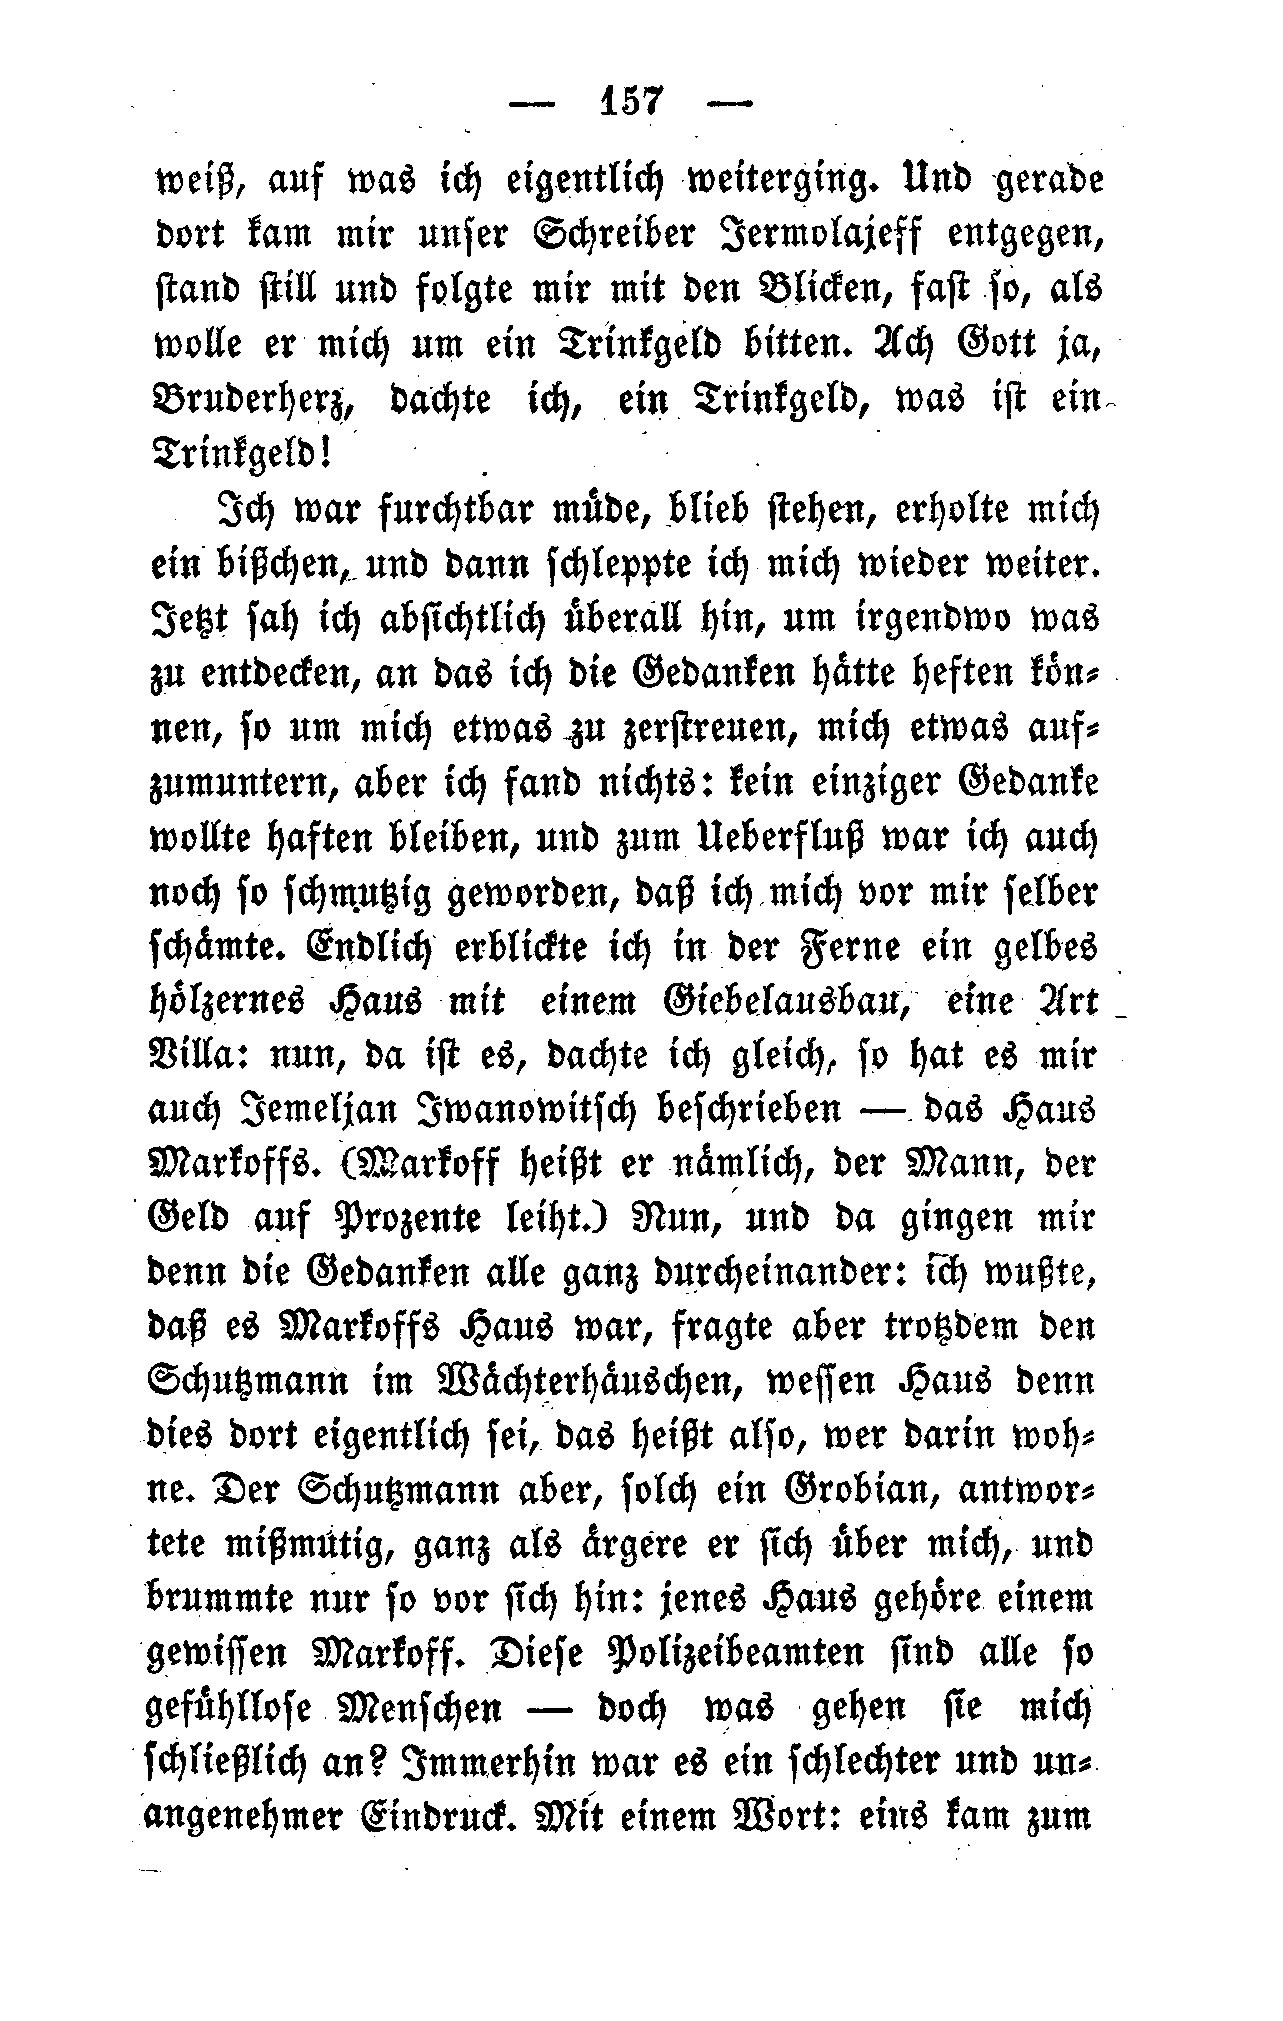 — 157 —
weiß, auf was ich eigentlich weiterging. Und gerade
dort kam mir unser Schreiber Jermolajeff entgegen,
stand still und folgte mir mit den Blicken, fast so, als
wolle er mich um ein Trinkgeld bitten. Ach Gott ja,
Bruderherz, dachte ich, ein Trinkgeld, was ist ein
Trinkgeld!
Ich war furchtbar müde, blieb stehen, erholte mich
ein bißchen, und dann schleppte ich mich wieder weiter.
Jetzt sah ich absichtlich überall hin, um irgendwo was
zu entdecken, an das ich die Gedanken hätte heften kön-
nen, so um mich etwas zu zerstreuen, mich etwas auf-
zumuntern, aber ich fand nichts: kein einziger Gedanke
wollte haften bleiben, und zum Ueberfluß war ich auch
noch so schmutzig geworden, daß ich mich vor mir selber
schämte. Endlich erblickte ich in der Ferne ein gelbes
hölzernes Haus mit einem Giebelausbau, eine Art
Villa: nun, da ist es, dachte ich gleich, so hat es mir
auch Jemeljan Iwanowitsch beschrieben — das Haus
Markoffs. (Markoff heißt er nämlich, der Mann, der
Geld auf Prozente leiht.) Nun, und da gingen mir
denn die Gedanken alle ganz durcheinander: ich wußte,
daß es Markoffs Haus war, fragte aber trotzdem den
Schutzmann im Wächterhäuschen, wessen Haus denn
dies dort eigentlich sei, das heißt also, wer darin woh-
ne. Der Schutzmann aber, solch ein Grobian, antwor-
tete mißmutig, ganz als ärgere er sich über mich, und
brummte nur so vor sich hin: jenes Haus gehöre einem
gewissen Markoff. Diese Polizeibeamten sind alle so
gefühllose Menschen — doch was gehen sie mich
schließlich an? Immerhin war es ein schlechter und un-
angenehmer Eindruck. Mit einem Wort: eins kam zum